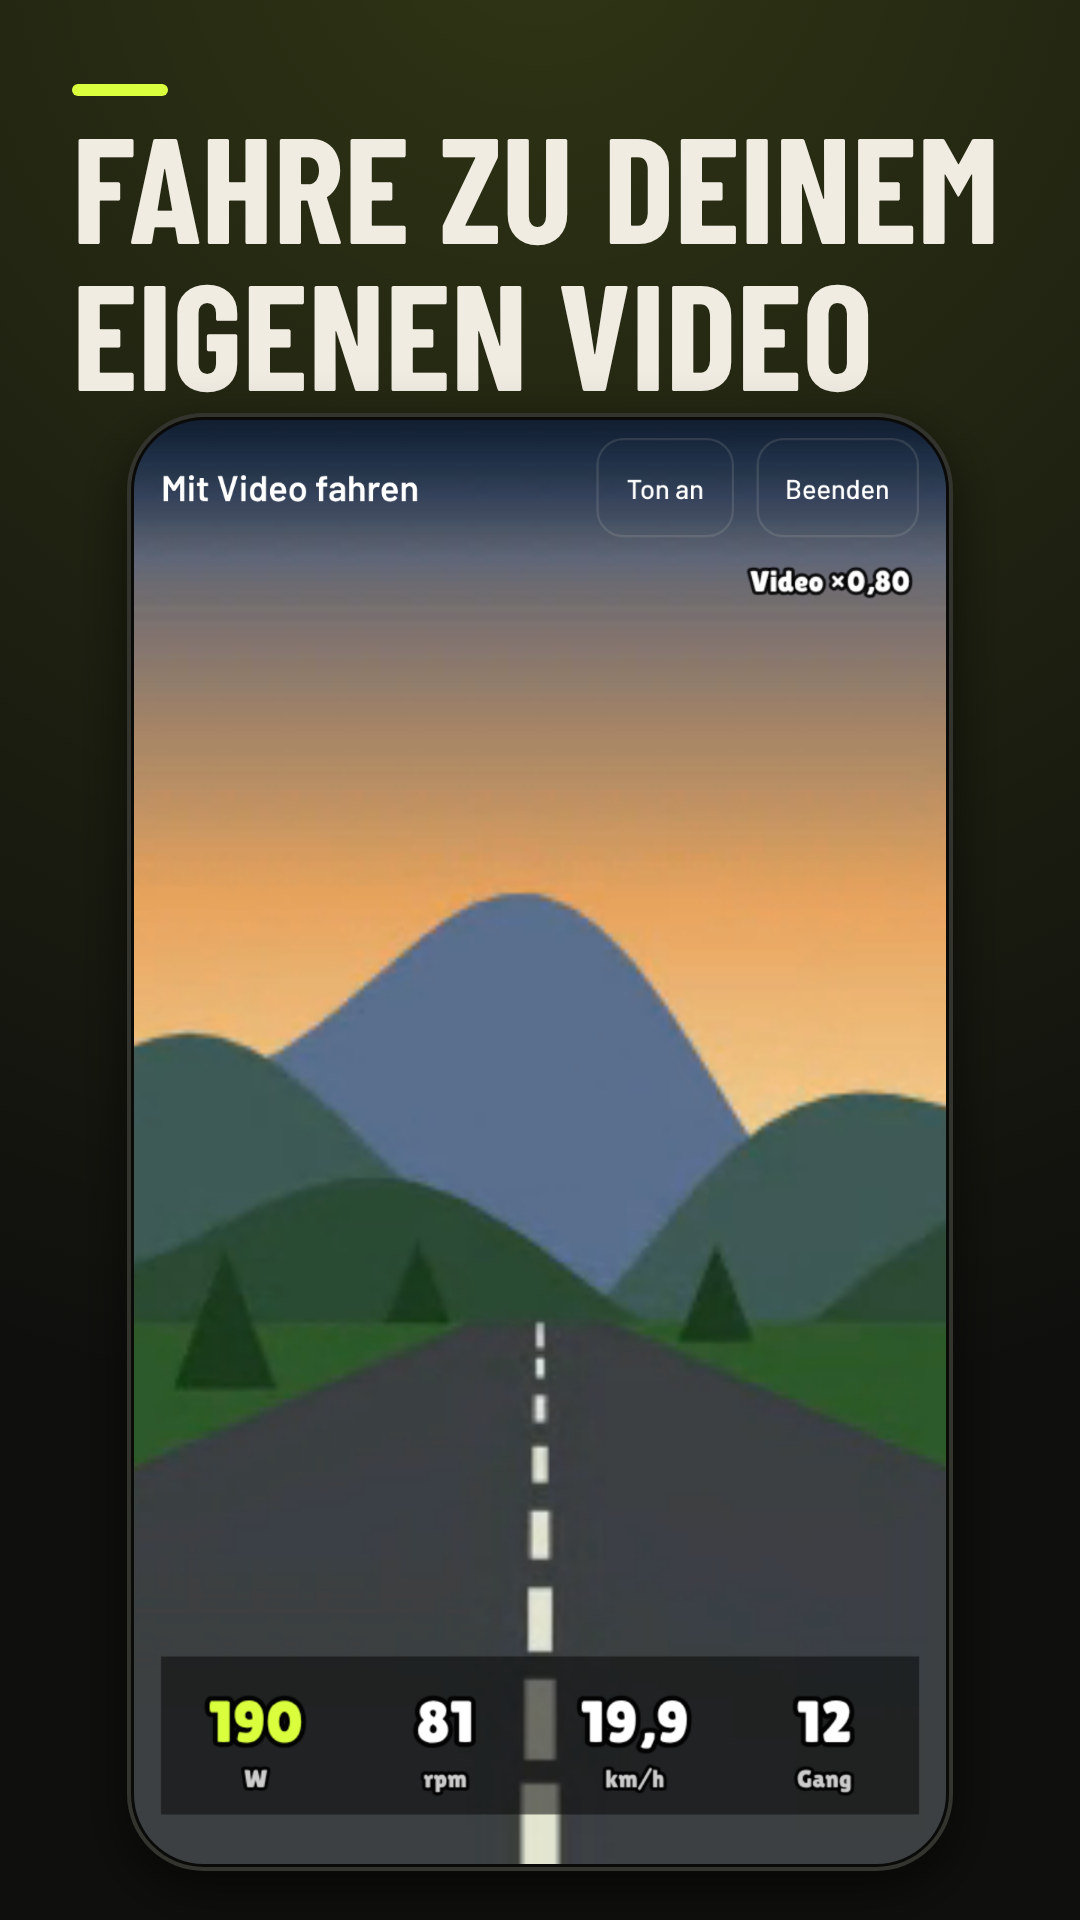 FAHRE ZU DEINEM
EIGENEN VIDEO
Mit Video fahren
Ton an
Beenden
Video ×0,80
190 81 19,9 12
W rpm km/h Gang